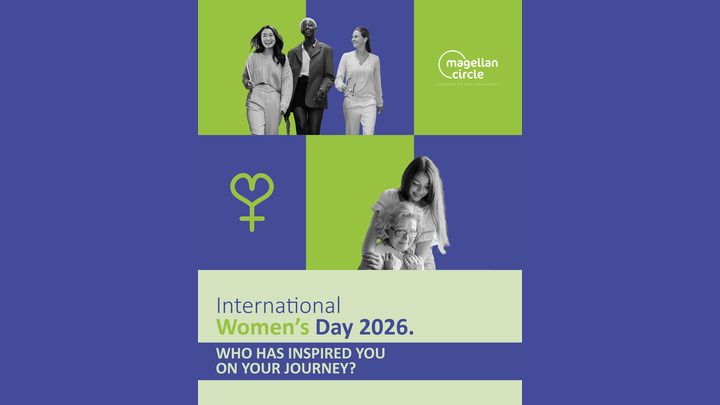 magellan
circle
International
Women's Day 2026.
WHO HAS INSPIRED YOU
ON YOUR JOURNEY?